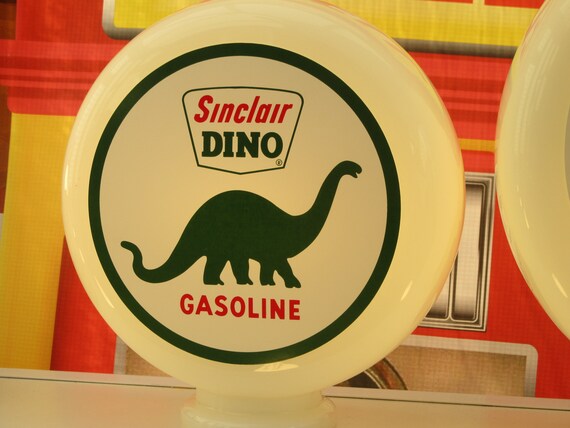 Sinclair
DINO ®
GASOLINE